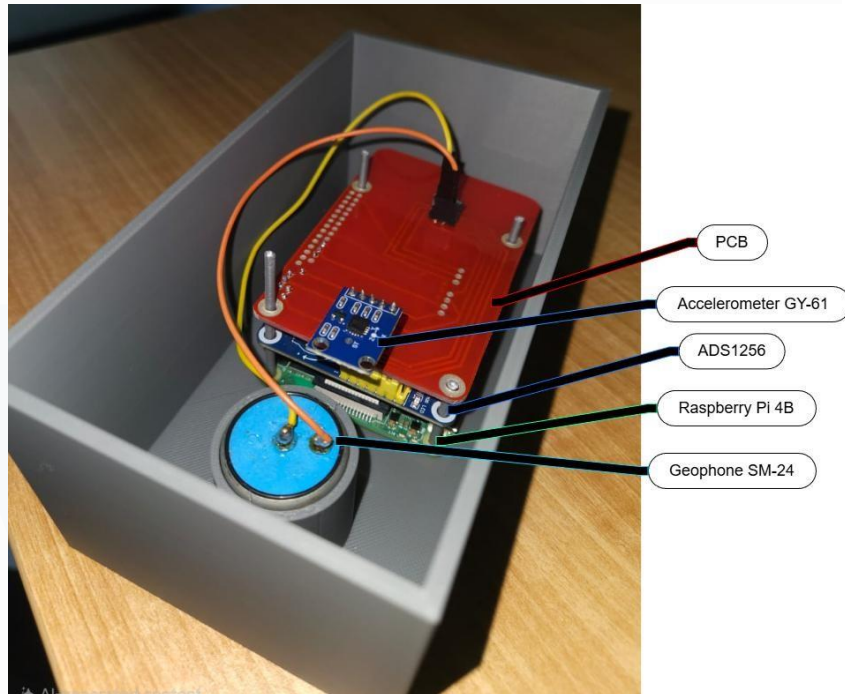 PCB
Accelerometer GY-61
ADS1256
Raspberry Pi 4B
Geophone SM-24